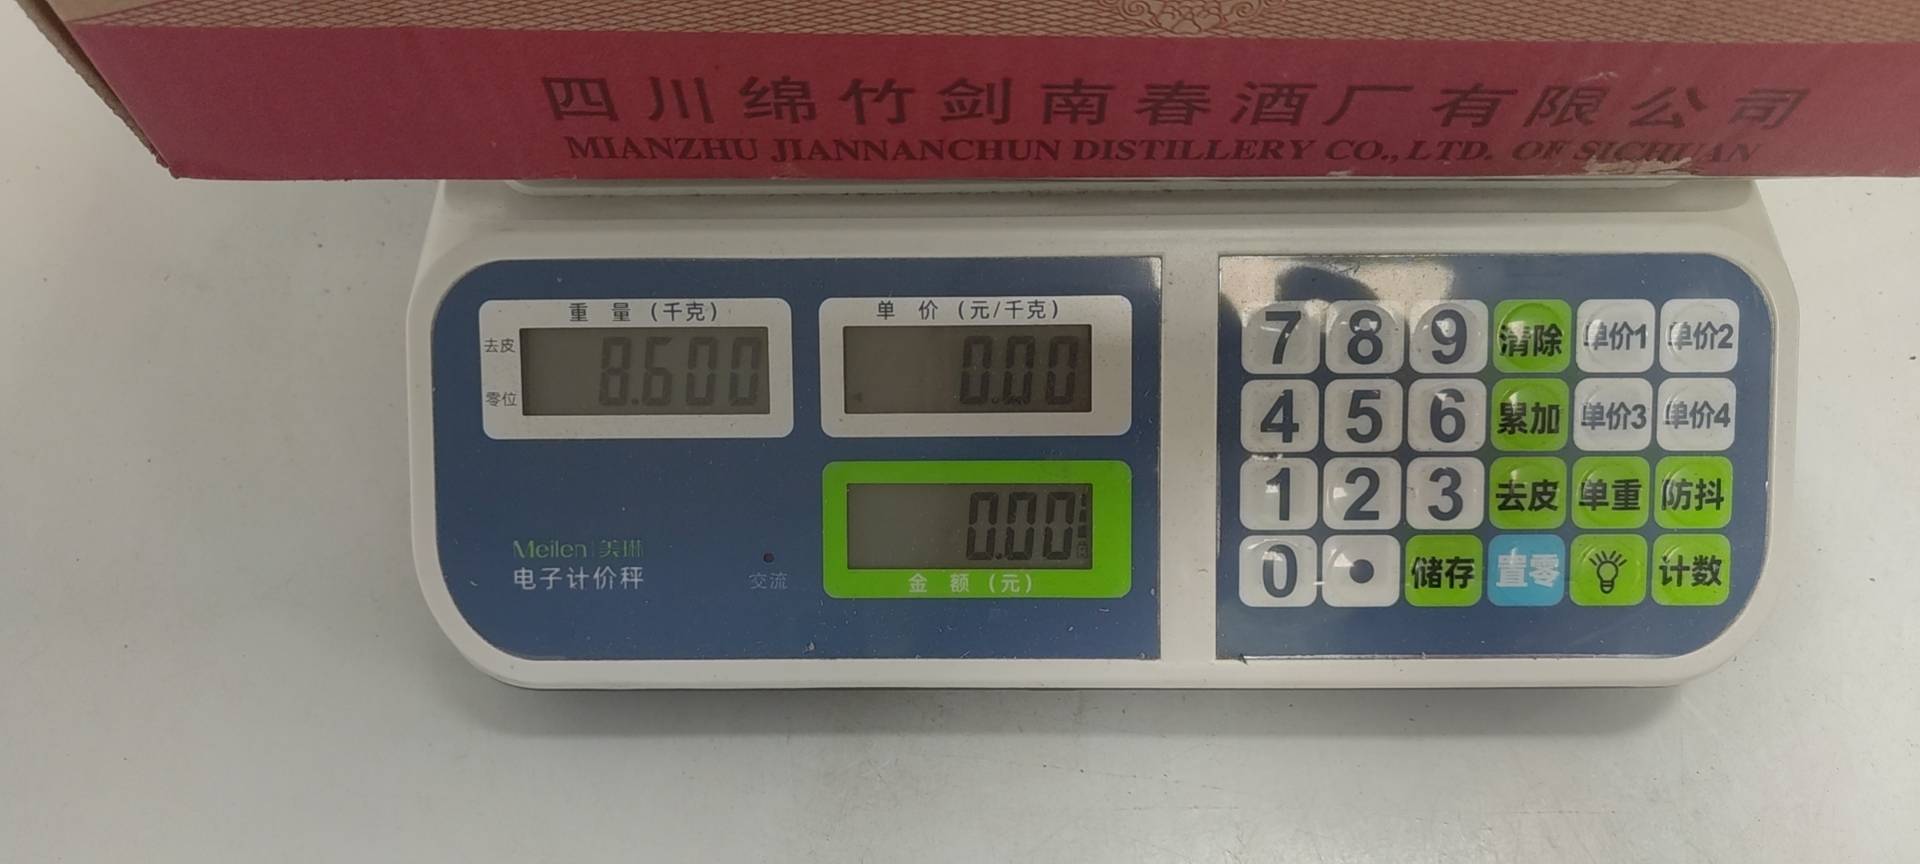 四川绵竹剑南春酒厂有限公司
MIANZHU JIANNANCHUN DISTILLERY CO., LTD. OF SICHUAN
重量(千克)
去皮
8.600
零位
单价(元/千克)
0.00
0.00
金额(元)
Meilen 美琳
电子计价秤
交流
7 8 9 清除 单价1 单价2
4 5 6 累加 单价3 单价4
1 2 3 去皮 单重 防抖
0 . 储存 置零 计数